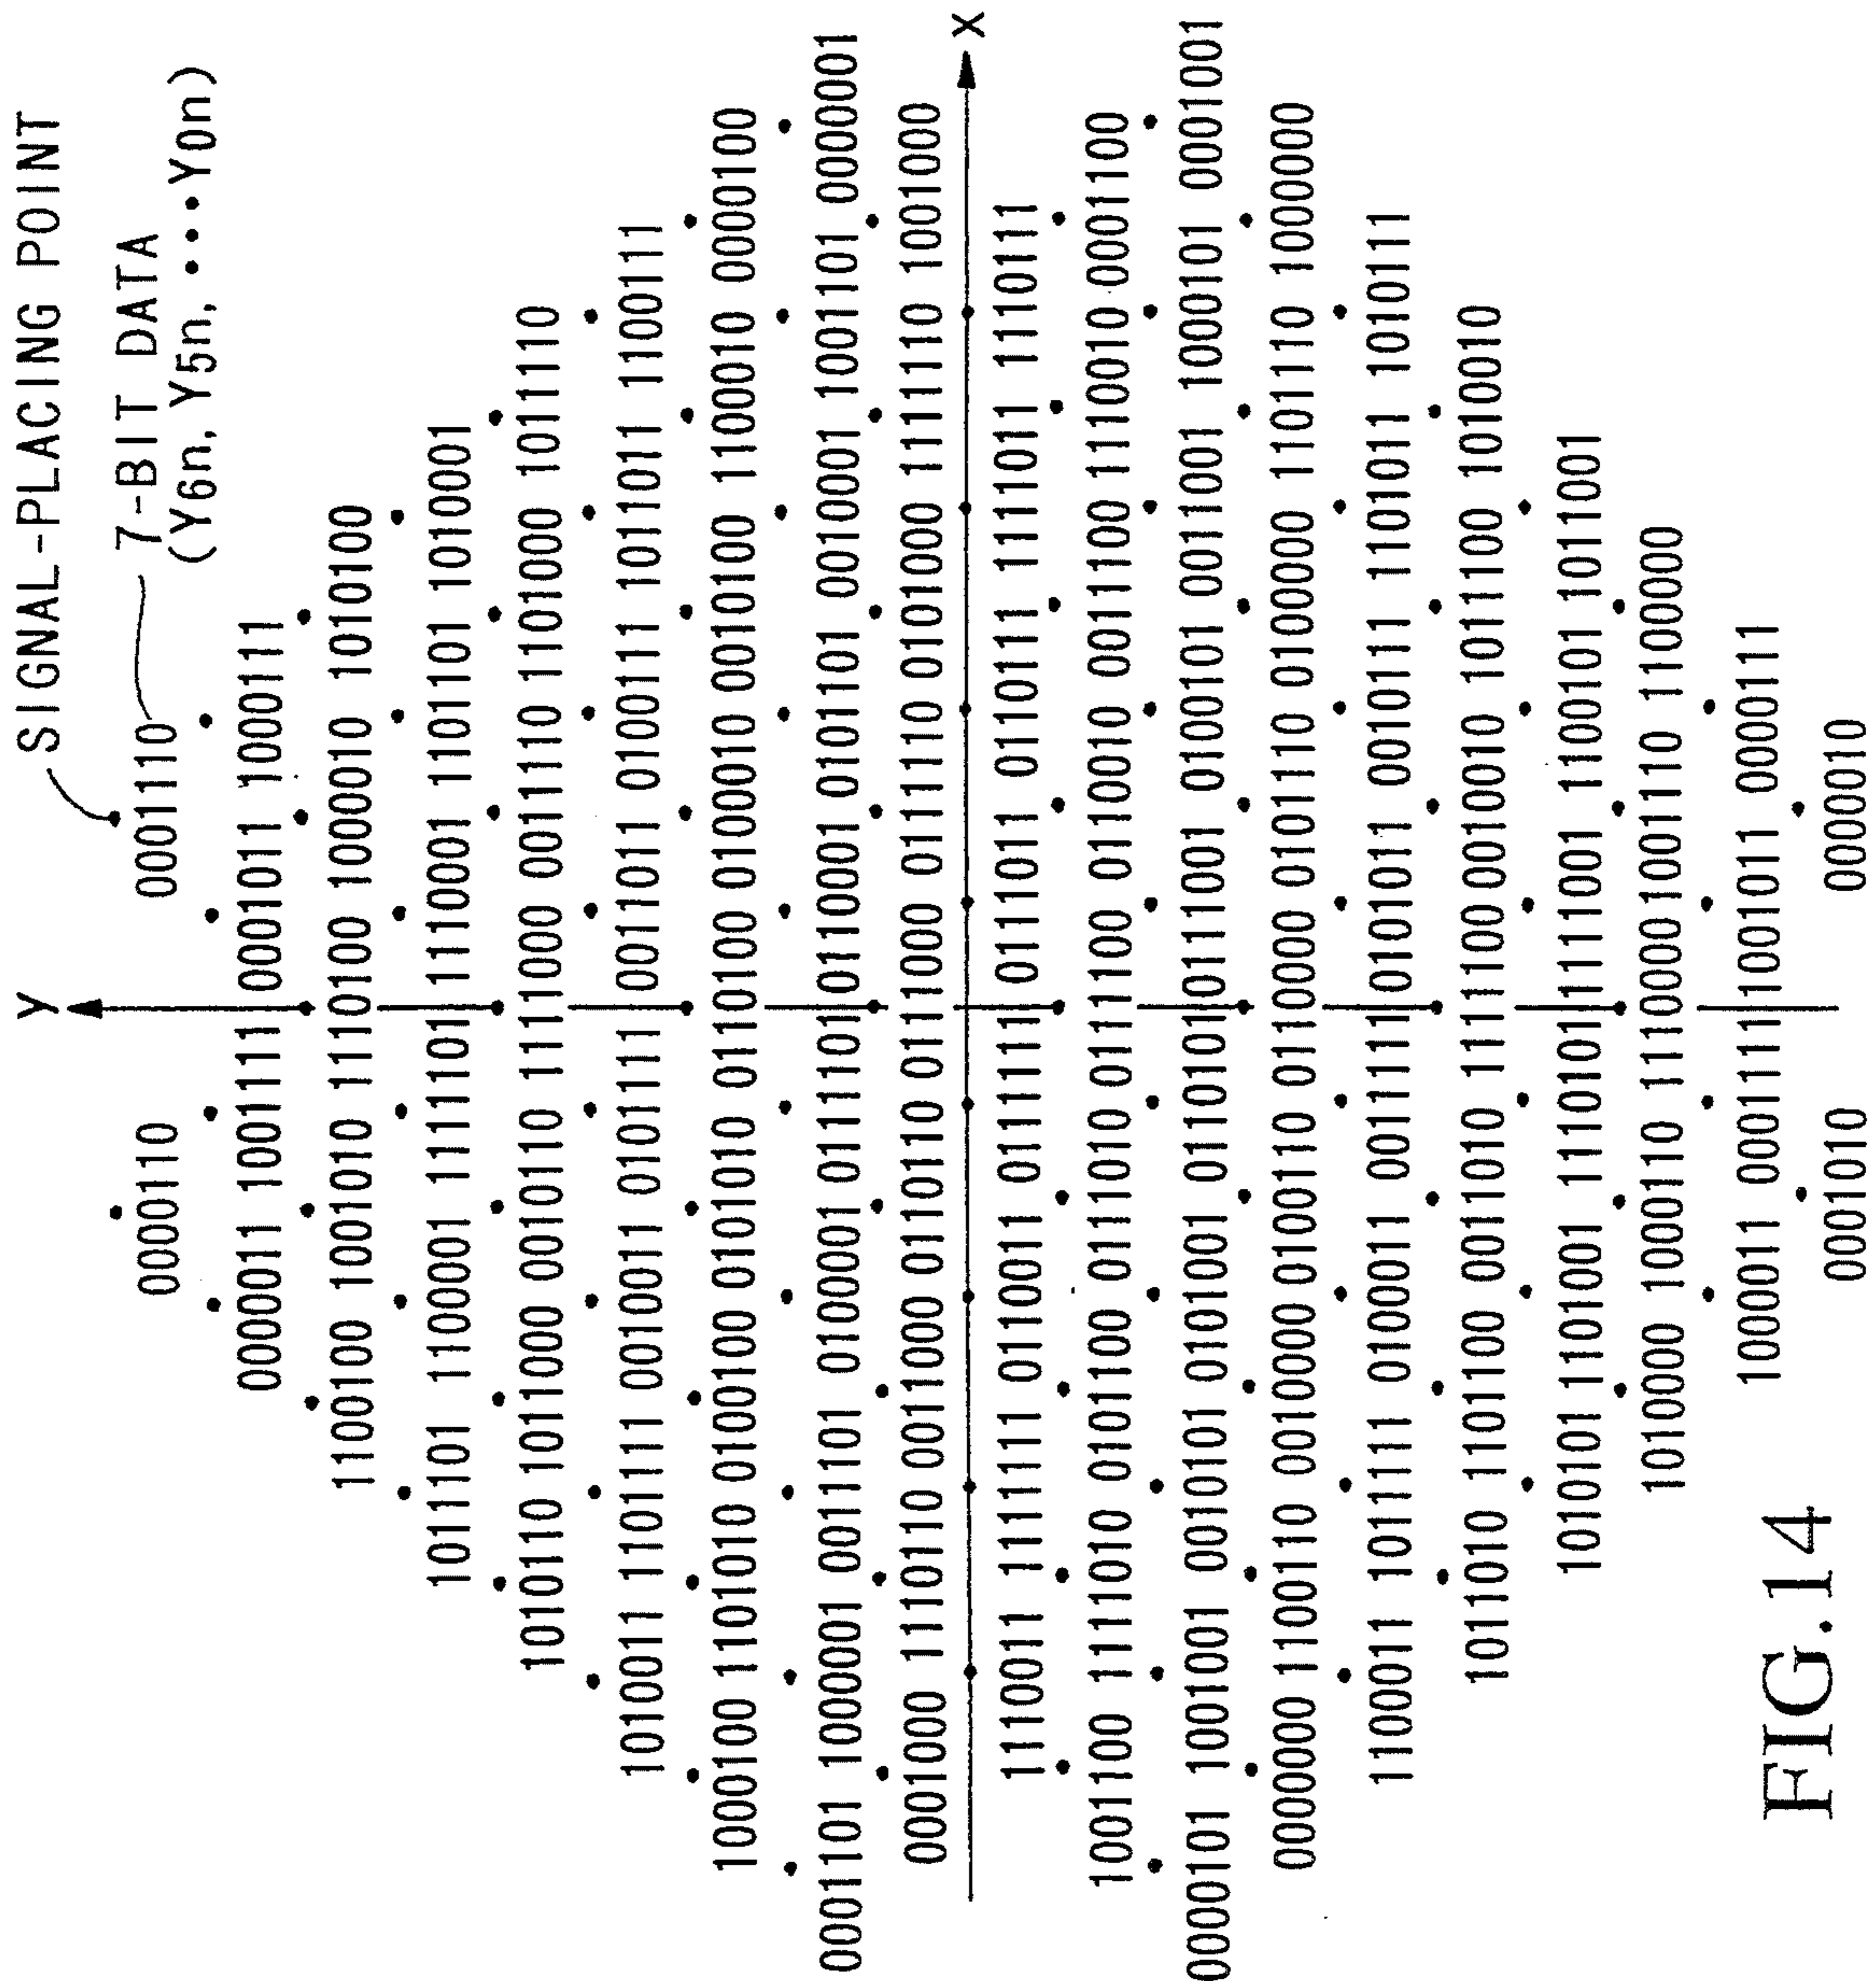 SIGNAL-PLACING POINT
Y
7-BIT DATA
0000110 0001110
(Y6n, Y5n, •••Y0n)
0000011 1001111 0001011 1000111
1100100 1001010 1110100 1000010 1010100
1011101 1100001 1111101 1110001 1101101 1010001
1010110 1011000 0010110 1111000 0011110 1101000 1011110
1010011 1101111 0010011 0101111 0011011 0100111 1011011 1100111
1000100 1101010 0100100 0101010 0110100 0100010 0010100 1100010 0000100
0001101 1000001 0011101 0100001 0111101 0110001 0101101 0010001 1001101 0000001
0001000 1110110 0011000 0110110 0111000 0111110 0101000 1111110 1001000
X
1110011 1111111 0110011 0111111 0111011 0110111 1111011 1110111
1001100 1111010 0101100 0111010 0111100 0110010 0011100 1110010 0001100
0000101 1001001 0010101 0101001 0110101 0111001 0100101 0011001 1000101 0001001
0000000 1100110 0010000 0100110 0110000 0101110 0100000 1101110 1000000
1100011 1011111 0100011 0011111 0101011 0010111 1101011 1010111
1011010 1101100 0011010 1111100 0010010 1011100 1010010
1010101 1101001 1110101 1111001 1100101 1011001
1010000 1000110 1110000 1001110 1100000
1000011 0001111 1001011 0000111
0001010 0000010
FIG.14